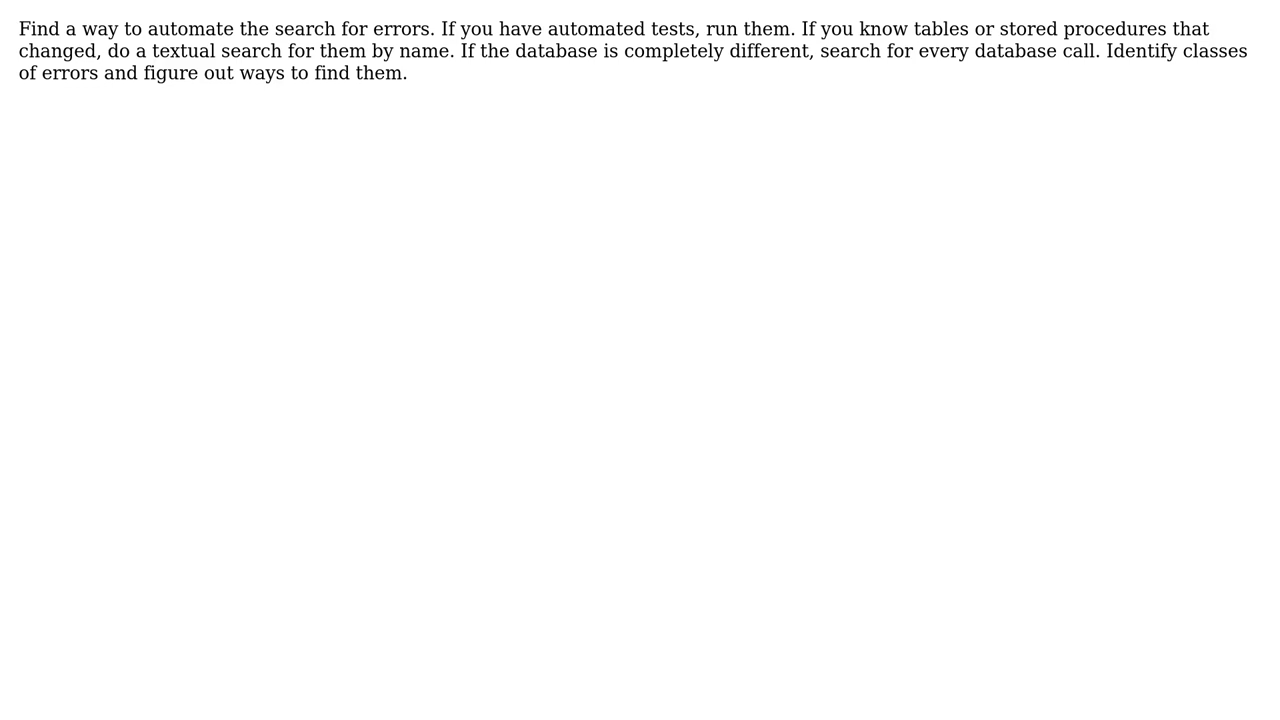 Find a way to automate the search for errors. If you have automated tests, run them. If you know tables or stored procedures that
changed, do a textual search for them by name. If the database is completely different, search for every database call. Identify classes
of errors and figure out ways to find them.